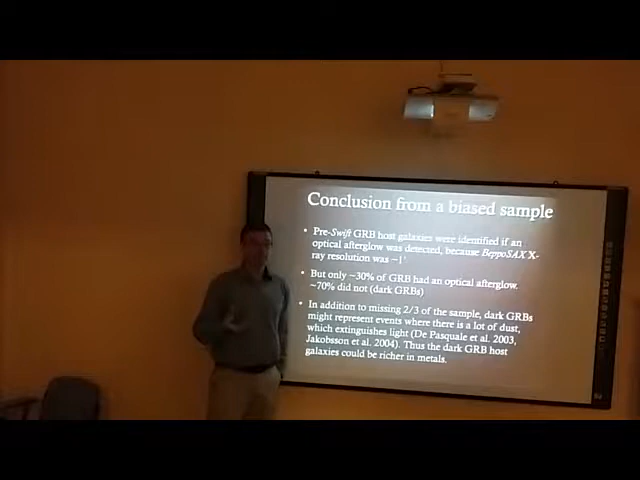 Conclusion from a biased sample
• Pre-Swift GRB host galaxies were identified if an
optical afterglow was detected, because BeppoSAX X-
ray resolution was ~1'
• But only ~30% of GRB had an optical afterglow.
~70% did not (dark GRBs)
• In addition to missing 2/3 of the sample, dark GRBs
might represent events where there is a lot of dust,
which extinguishes light (De Pasquale et al. 2003,
Jakobsson et al. 2004). Thus the dark GRB host
galaxies could be richer in metals.